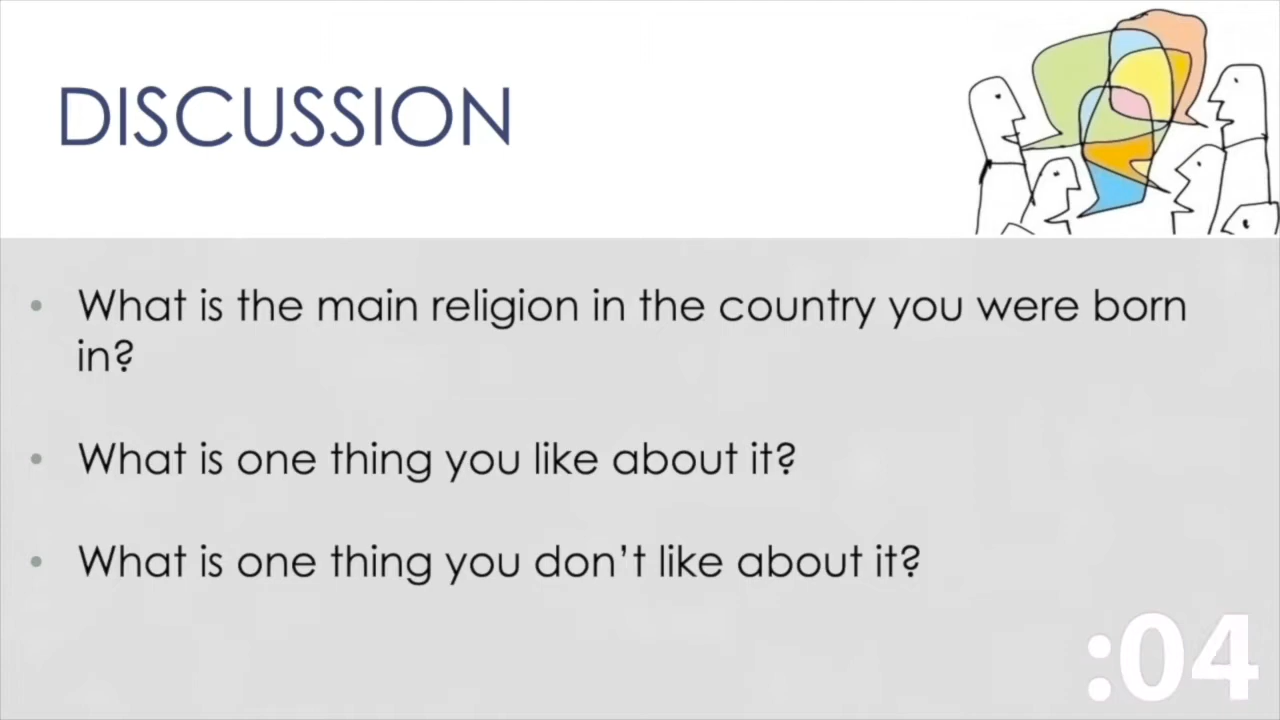 DISCUSSION
• What is the main religion in the country you were born
in?
• What is one thing you like about it?
• What is one thing you don’t like about it?
:04